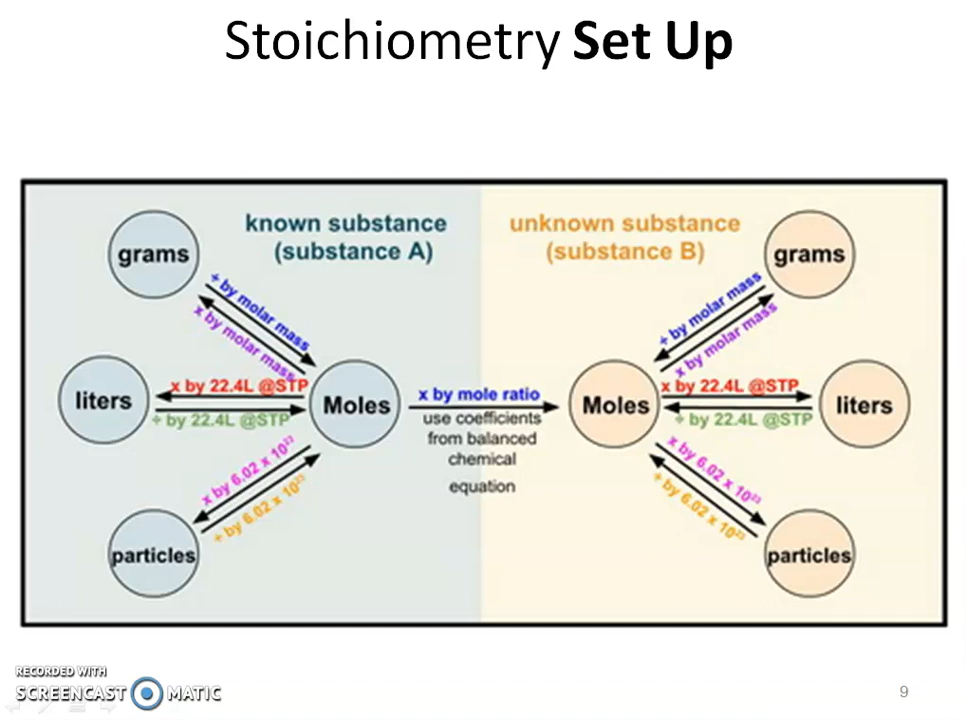 Stoichiometry Set Up
known substance
(substance A)
grams
÷ by molar mass
x by molar mass
liters
x by 22.4L @STP
÷ by 22.4L @STP
Moles
x by 6.02 x 10²³
÷ by 6.02 x 10²³
particles
x by mole ratio
use coefficients
from balanced
chemical
equation
unknown substance
(substance B)
grams
÷ by molar mass
x by molar mass
Moles
x by 22.4L @STP
÷ by 22.4L @STP
liters
x by 6.02 x 10²³
÷ by 6.02 x 10²³
particles
RECORDED WITH
SCREENCAST MATIC
9